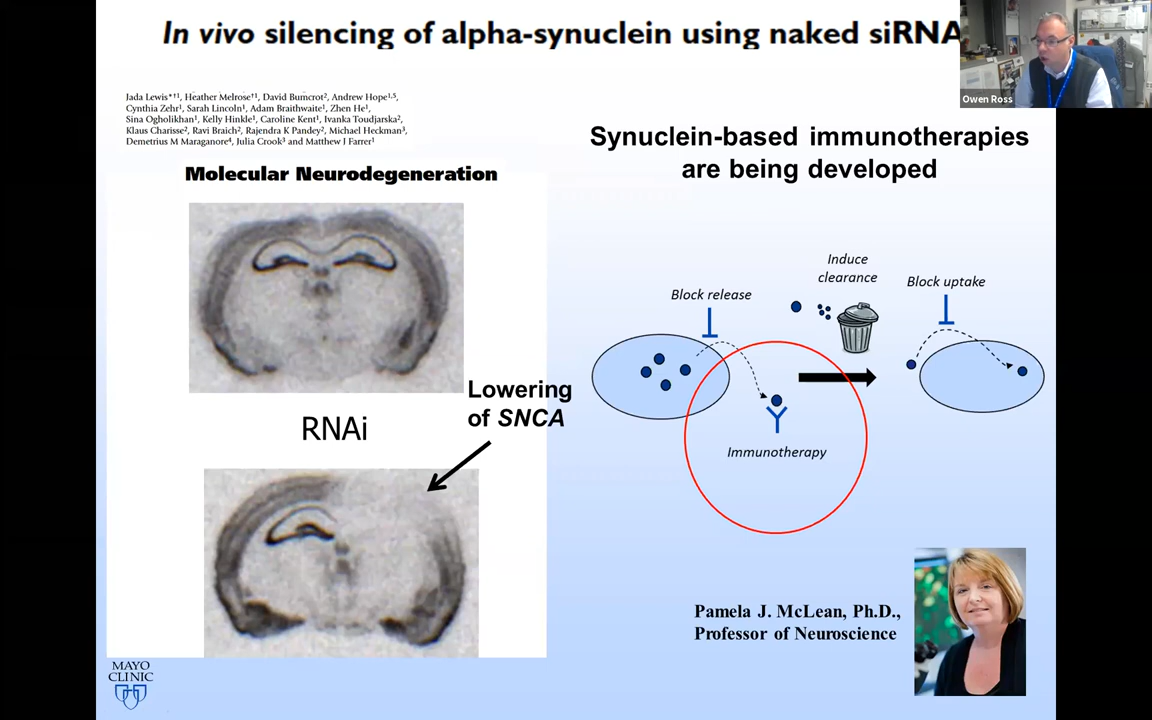 In vivo silencing of alpha-synuclein using naked siRNA
Owen Ross
Jada Lewis*†1, Heather Melrose†1, David Bumcrot2, Andrew Hope1,5,
Cynthia Zehr1, Sarah Lincoln1, Adam Braithwaite1, Zhen He1,
Sina Ogholikhan1, Kelly Hinkle1, Caroline Kent1, Ivanka Toudjarska2,
Klaus Charisse2, Ravi Braich2, Rajendra K Pandey2, Michael Heckman3,
Demetrius M Maraganore4, Julia Crook3 and Matthew J Farrer1
Molecular Neurodegeneration
RNAi
Lowering
of SNCA
Synuclein-based immunotherapies
are being developed
Block release
Induce
clearance
Block uptake
Immunotherapy
Pamela J. McLean, Ph.D.,
Professor of Neuroscience
MAYO
CLINIC